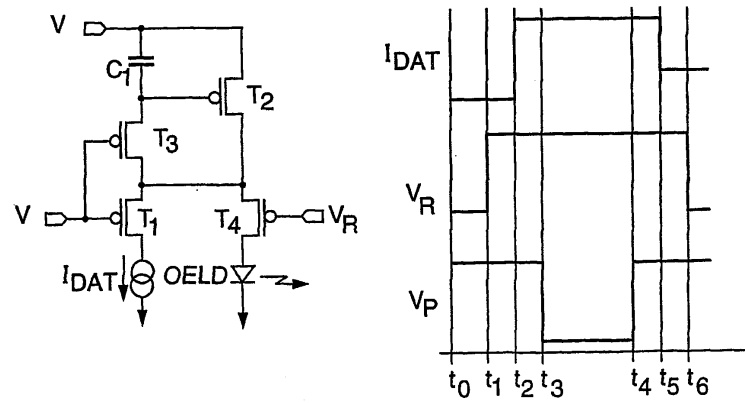 V
C1
T2
T3
V
T1
T4
VR
IDAT
OELD
IDAT
VR
VP
t0 t1 t2 t3 t4 t5 t6